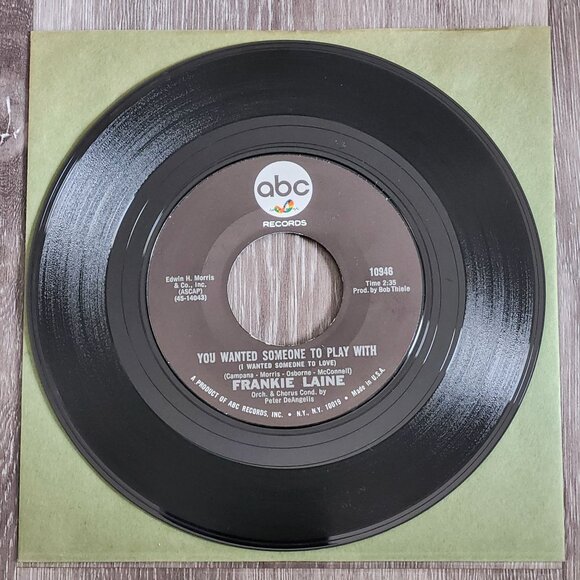 abc
RECORDS
Edwin H. Morris
& Co., Inc.
(ASCAP)
(45-14043)
10946
Time 2:35
Prod. by Bob Thiele
YOU WANTED SOMEONE TO PLAY WITH
(I WANTED SOMEONE TO LOVE)
(Campana - Morris - Osborne - McConnell)
FRANKIE LAINE
Orch. & Chorus Cond. by
Peter DeAngelis
A PRODUCT OF ABC RECORDS, INC. • N.Y., N.Y. 10019 • Made in U.S.A.